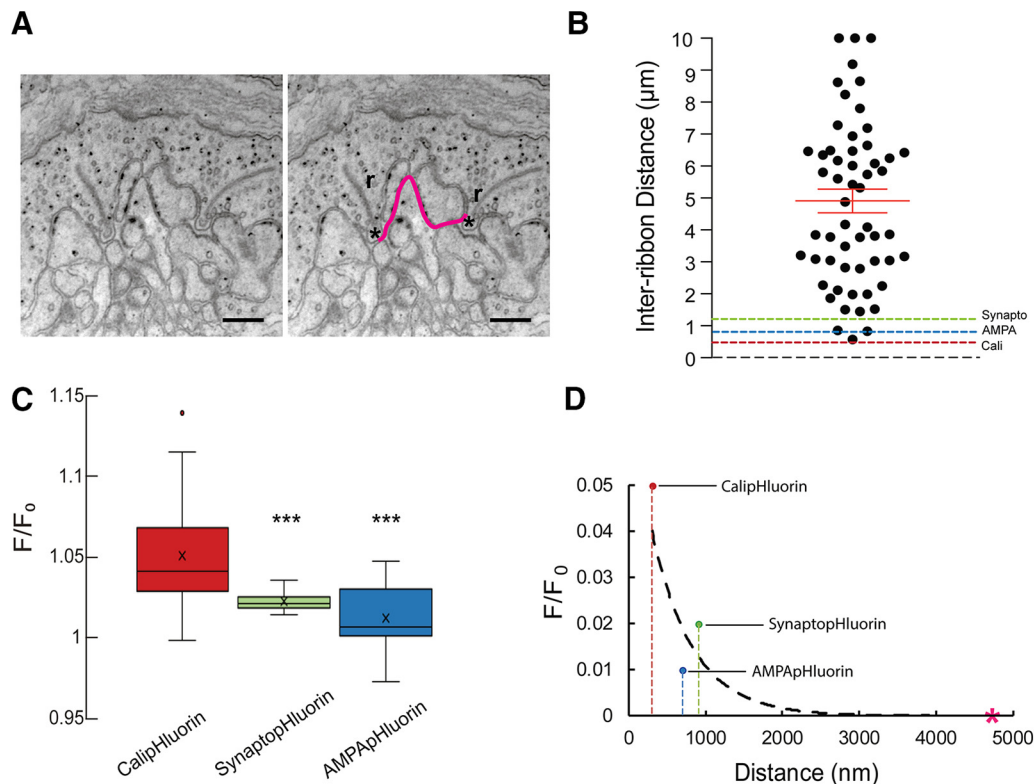 A
r
r
*
*
B
Inter-ribbon Distance (μm)
10
9
8
7
6
5
4
3
2
1
0
Synapto
AMPA
Cali
C
F/F0
1.15
1.1
1.05
1
0.95
***
***
x
x
x
CalipHluorin
SynaptopHluorin
AMPApHluorin
D
F/F0
0.05
0.04
0.03
0.02
0.01
0
CalipHluorin
SynaptopHluorin
AMPApHluorin
*
0 1000 2000 3000 4000 5000
Distance (nm)